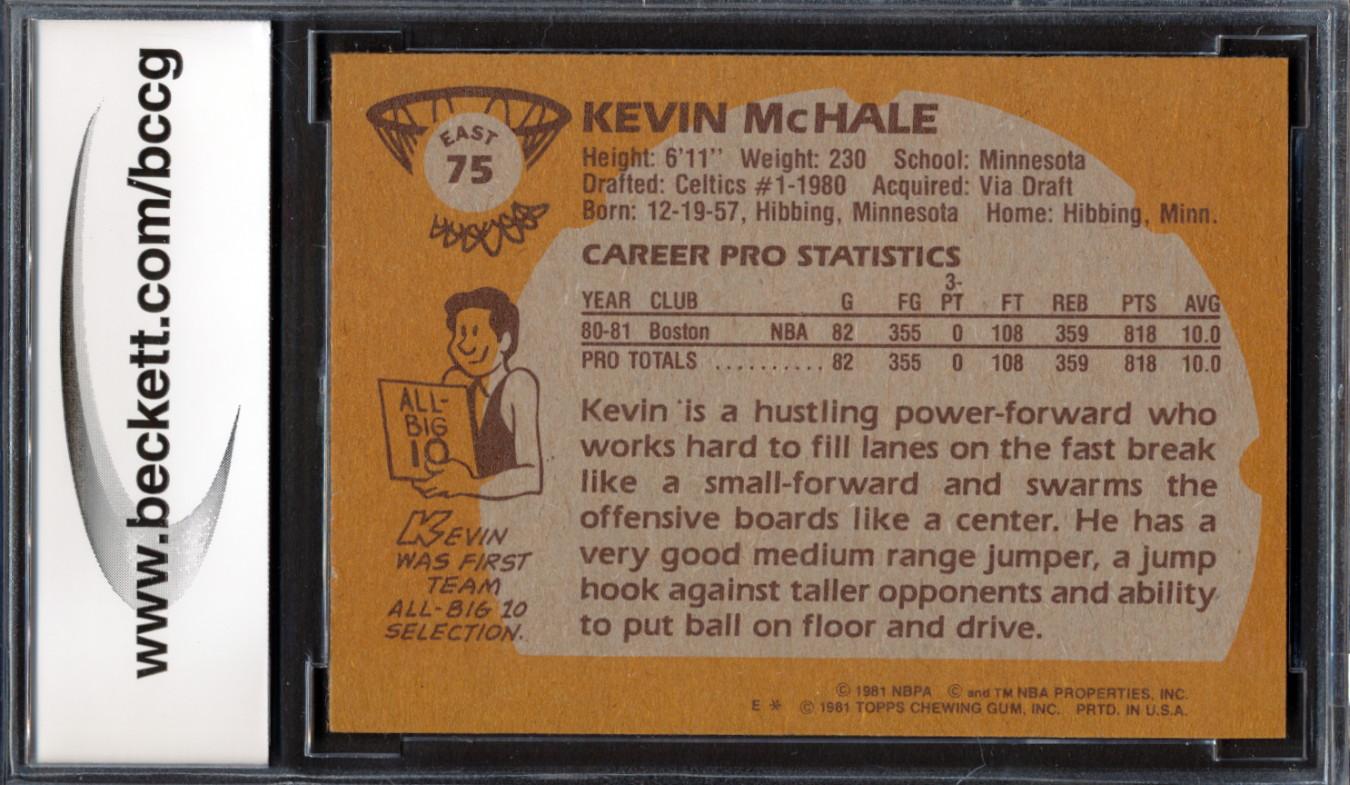 www.beckett.com/bccg
EAST
75
KEVIN McHALE
Height: 6'11'' Weight: 230 School: Minnesota
Drafted: Celtics #1-1980 Acquired: Via Draft
Born: 12-19-57, Hibbing, Minnesota Home: Hibbing, Minn.
CAREER PRO STATISTICS
YEAR CLUB G FG 3-PT FT REB PTS AVG
80-81 Boston NBA 82 355 0 108 359 818 10.0
PRO TOTALS .......... 82 355 0 108 359 818 10.0
ALL-
BIG
10
KEVIN
WAS FIRST
TEAM
ALL-BIG 10
SELECTION.
Kevin is a hustling power-forward who
works hard to fill lanes on the fast break
like a small-forward and swarms the
offensive boards like a center. He has a
very good medium range jumper, a jump
hook against taller opponents and ability
to put ball on floor and drive.
© 1981 NBPA © and TM NBA PROPERTIES, INC.
E * © 1981 TOPPS CHEWING GUM, INC. PRTD. IN U.S.A.